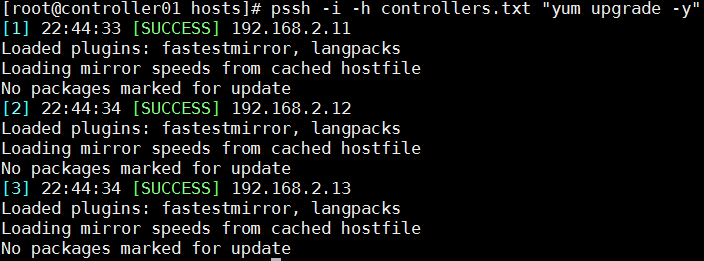 [root@controller01 hosts]# pssh -i -h controllers.txt "yum upgrade -y"
[1] 22:44:33 [SUCCESS] 192.168.2.11
Loaded plugins: fastestmirror, langpacks
Loading mirror speeds from cached hostfile
No packages marked for update
[2] 22:44:34 [SUCCESS] 192.168.2.12
Loaded plugins: fastestmirror, langpacks
Loading mirror speeds from cached hostfile
No packages marked for update
[3] 22:44:34 [SUCCESS] 192.168.2.13
Loaded plugins: fastestmirror, langpacks
Loading mirror speeds from cached hostfile
No packages marked for update